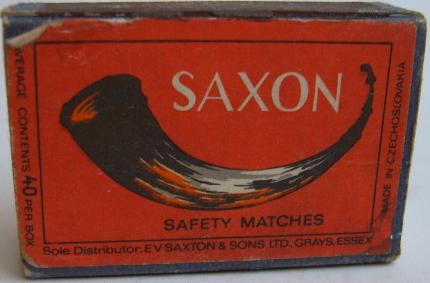 AVERAGE CONTENTS 40 PER BOX
SAXON
SAFETY MATCHES
MADE IN CZECHOSLOVAKIA
Sole Distributor: E V SAXTON & SONS LTD., GRAYS, ESSEX